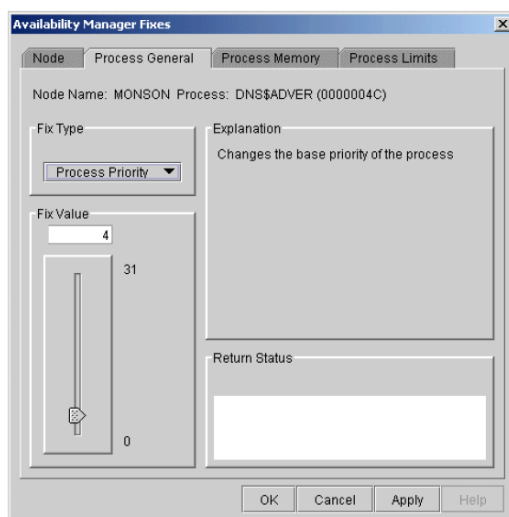 Availability Manager Fixes
Node
Process General
Process Memory
Process Limits
Node Name: MONSON Process: DNS$ADVER (0000004C)
Fix Type
Process Priority
Explanation
Changes the base priority of the process
Fix Value
4
31
0
Return Status
OK
Cancel
Apply
Help